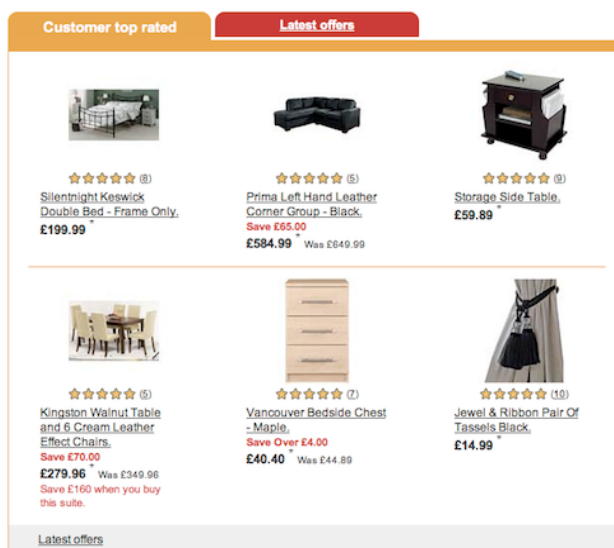 Customer top rated
Latest offers
(8)
Silentnight Keswick
Double Bed - Frame Only.
£199.99 *
(5)
Prima Left Hand Leather
Corner Group - Black.
Save £65.00
£584.99 * Was £649.99
(9)
Storage Side Table.
£59.89 *
(5)
Kingston Walnut Table
and 6 Cream Leather
Effect Chairs.
Save £70.00
£279.96 * Was £349.96
Save £160 when you buy
this suite.
(7)
Vancouver Bedside Chest
- Maple.
Save Over £4.00
£40.40 * Was £44.89
(10)
Jewel & Ribbon Pair Of
Tassels Black.
£14.99 *
Latest offers